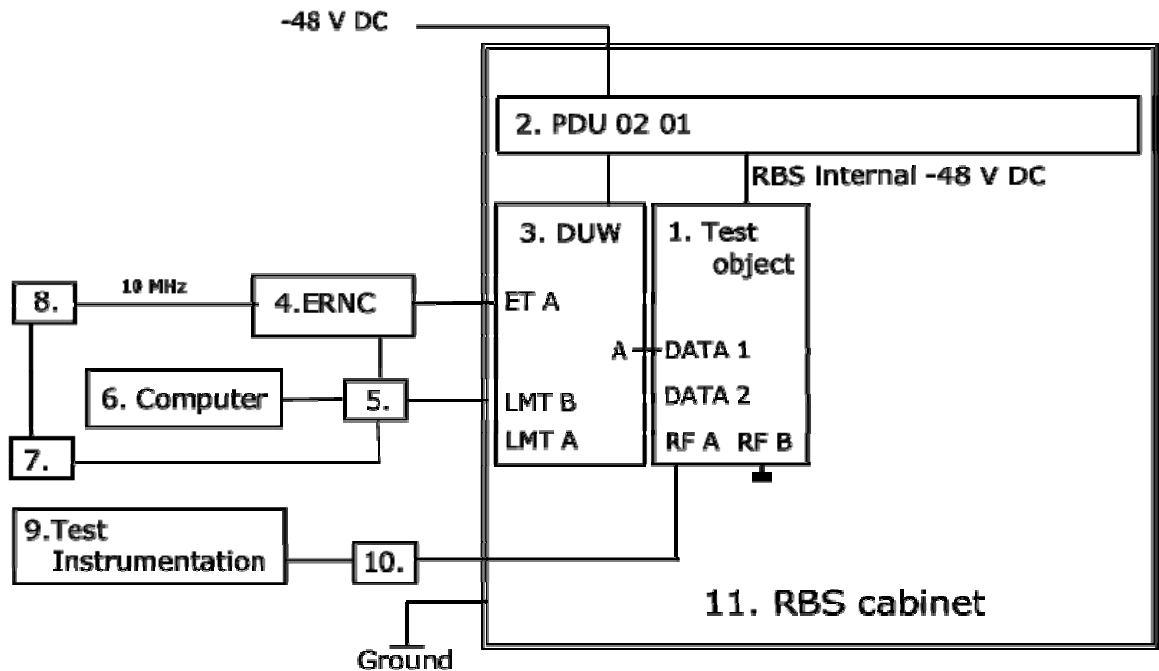 -48 V DC
2. PDU 02 01
RBS Internal -48 V DC
3. DUW
1. Test
object
8.
10 MHz
4.ERNC
ET A
A
DATA 1
6. Computer
5.
LMT B
DATA 2
7.
LMT A
RF A RF B
9.Test
Instrumentation
10.
11. RBS cabinet
Ground